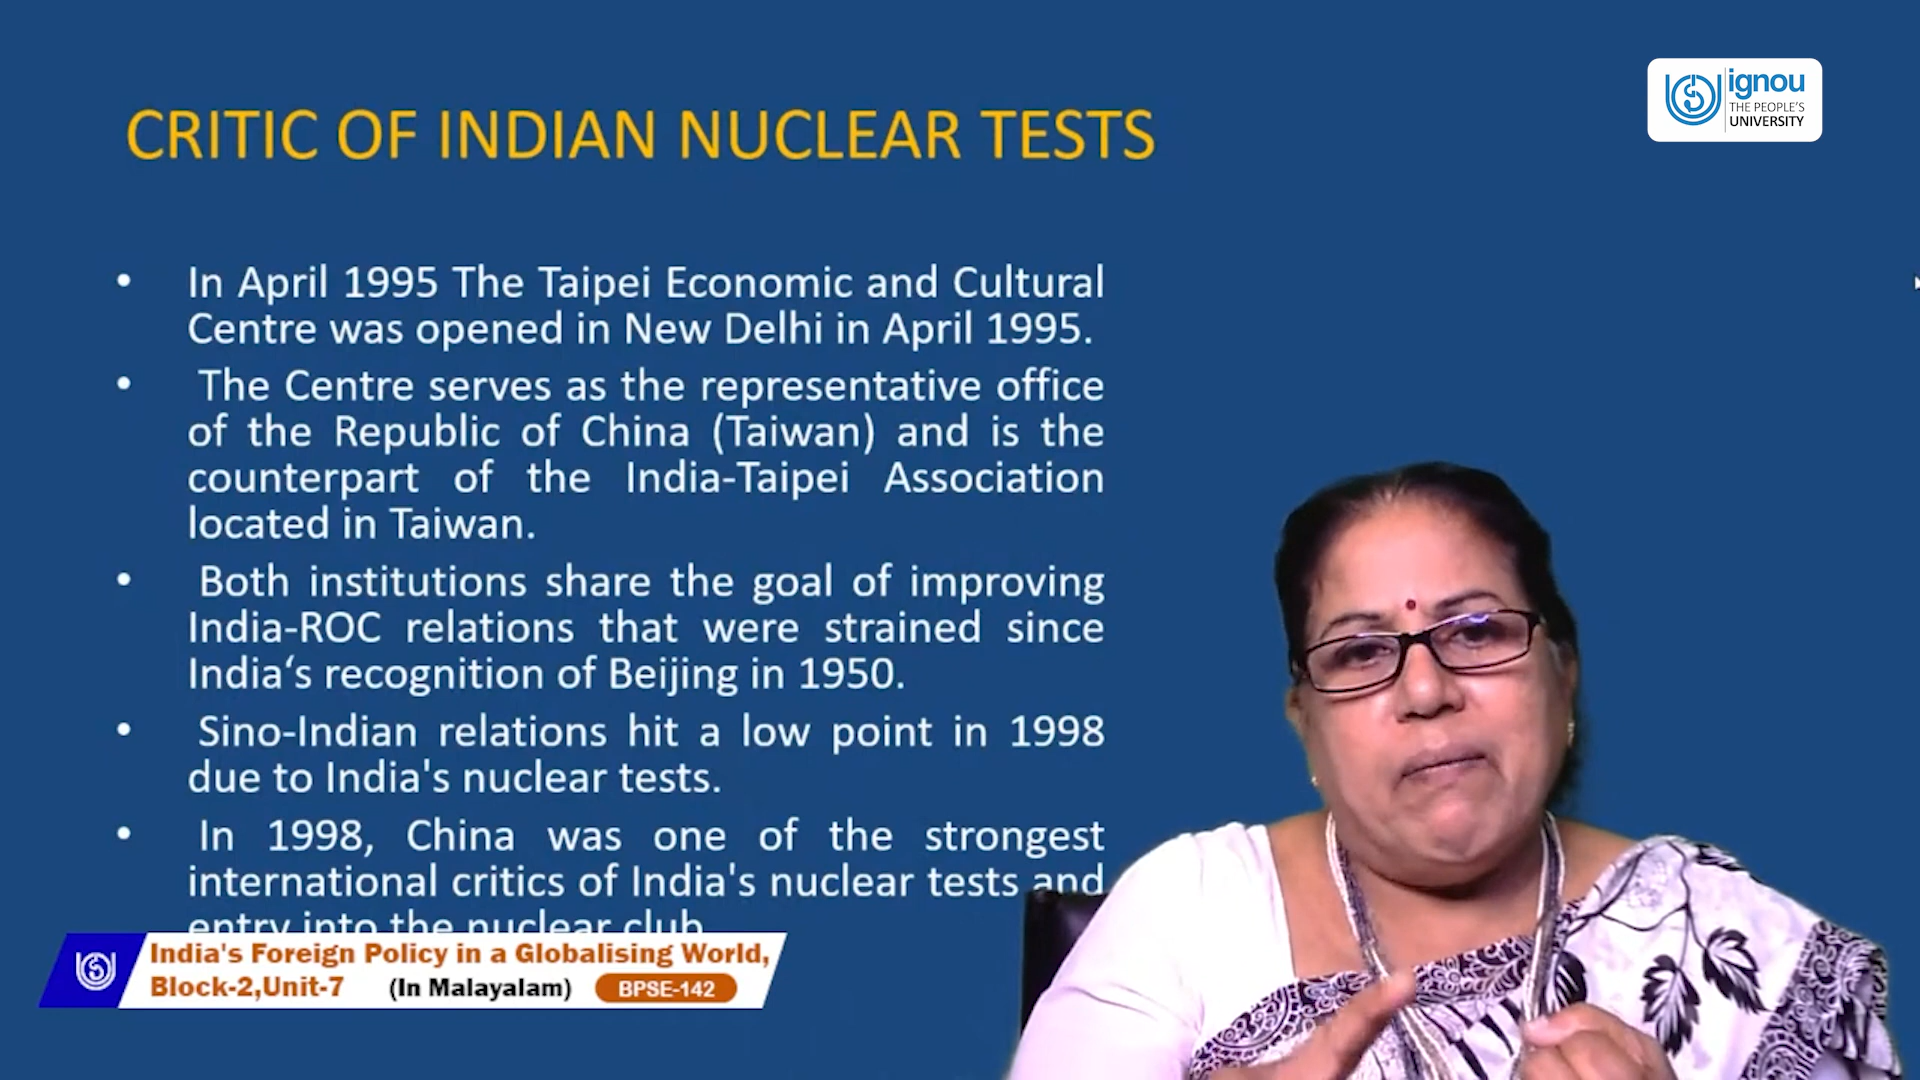 CRITIC OF INDIAN NUCLEAR TESTS
ignou
THE PEOPLE'S
UNIVERSITY
• In April 1995 The Taipei Economic and Cultural
Centre was opened in New Delhi in April 1995.
• The Centre serves as the representative office
of the Republic of China (Taiwan) and is the
counterpart of the India-Taipei Association
located in Taiwan.
• Both institutions share the goal of improving
India-ROC relations that were strained since
India‘s recognition of Beijing in 1950.
• Sino-Indian relations hit a low point in 1998
due to India's nuclear tests.
• In 1998, China was one of the strongest
international critics of India's nuclear tests and
entry into the nuclear club.
India's Foreign Policy in a Globalising World,
Block-2,Unit-7 (In Malayalam) BPSE-142